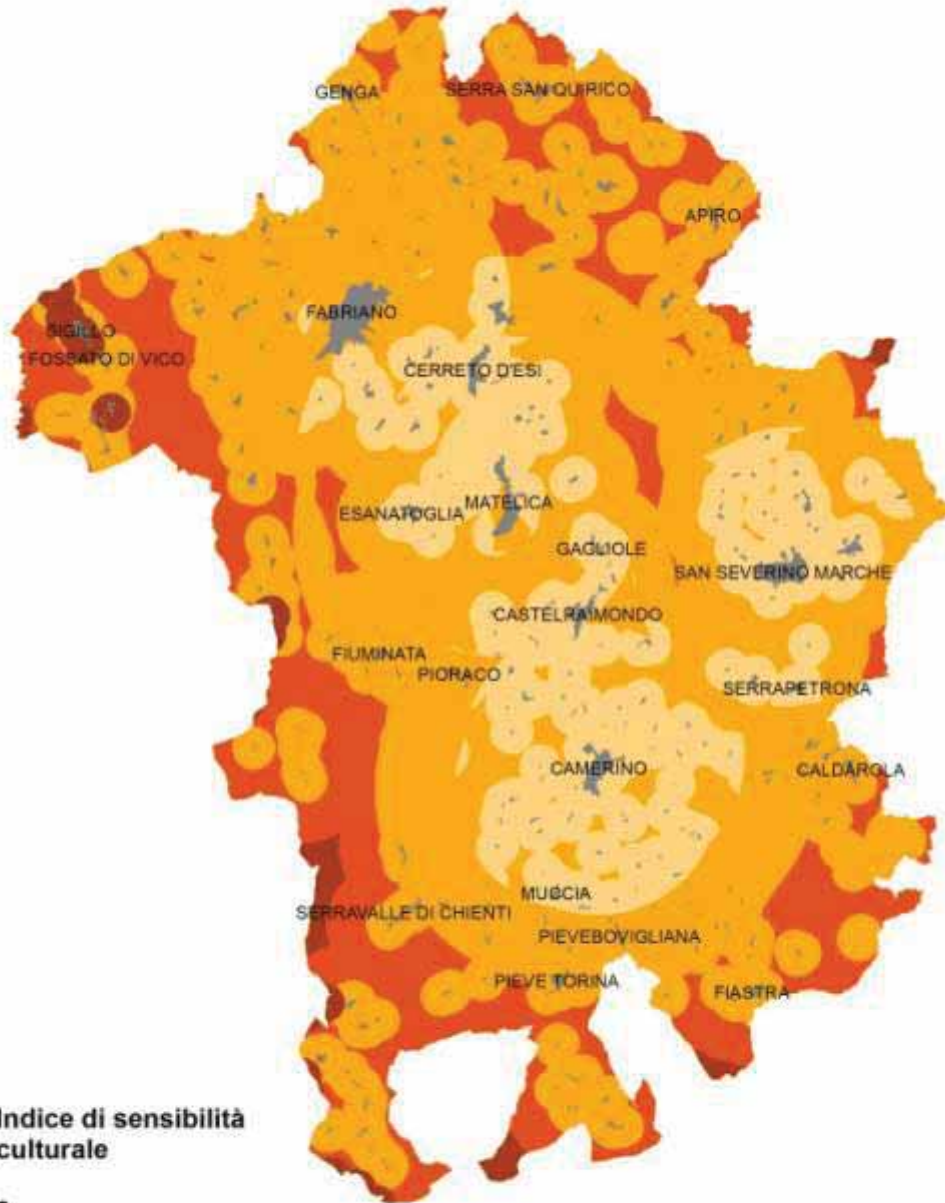 GENGA
SERRA SAN QUIRICO
APIRO
FABRIANO
SIGILLO
FOSSATO DI VICO
CERRETO D'ESI
ESANATOGLIA
MATELICA
GAGLIOLE
SAN SEVERINO MARCHE
CASTELRAIMONDO
FIUMINATA
PIORACO
SERRAPETRONA
CAMERINO
CALDAROLA
MUCCIA
SERRAVALLE DI CHIENTI
PIEVEBOVIGLIANA
PIEVE TORINA
FIASTRA
Indice di sensibilità
culturale